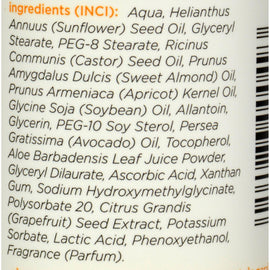 ingredients (INCI): Aqua, Helianthus
Annuus (Sunflower) Seed Oil, Glyceryl
Stearate, PEG-8 Stearate, Ricinus
Communis (Castor) Seed Oil, Prunus
Amygdalus Dulcis (Sweet Almond) Oil,
Prunus Armeniaca (Apricot) Kernel Oil,
Glycine Soja (Soybean) Oil, Allantoin,
Glycerin, PEG-10 Soy Sterol, Persea
Gratissima (Avocado) Oil, Tocopherol,
Aloe Barbadensis Leaf Juice Powder,
Glyceryl Dilaurate, Ascorbic Acid, Xanthan
Gum, Sodium Hydroxymethylglycinate,
Polysorbate 20, Citrus Grandis
(Grapefruit) Seed Extract, Potassium
Sorbate, Lactic Acid, Phenoxyethanol,
Fragrance (Parfum).